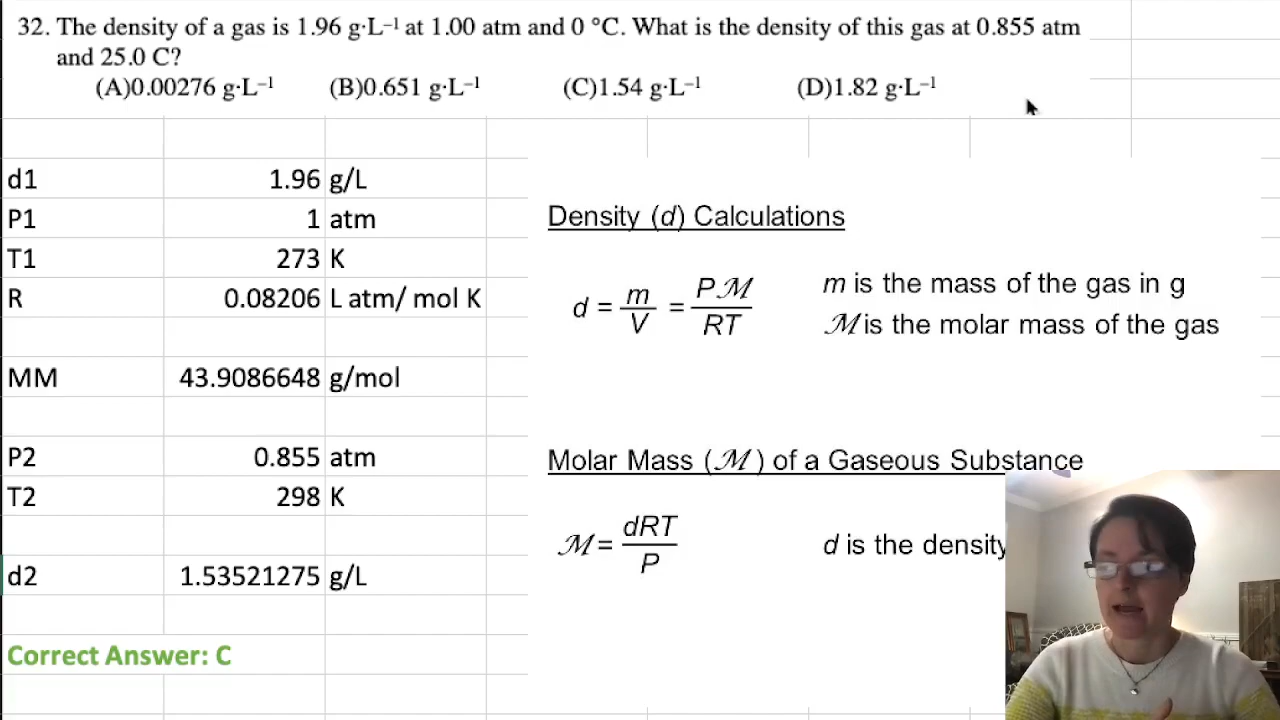 32. The density of a gas is 1.96 g·L⁻¹ at 1.00 atm and 0 °C. What is the density of this gas at 0.855 atm
and 25.0 C?
(A)0.00276 g·L⁻¹ (B)0.651 g·L⁻¹ (C)1.54 g·L⁻¹ (D)1.82 g·L⁻¹
d1 1.96 g/L
P1 1 atm
T1 273 K
R 0.08206 L atm/ mol K
MM 43.9086648 g/mol
P2 0.855 atm
T2 298 K
d2 1.53521275 g/L
Correct Answer: C
Density (d) Calculations
d = m/V = Pℳ/RT
m is the mass of the gas in g
ℳ is the molar mass of the gas
Molar Mass (ℳ) of a Gaseous Substance
ℳ = dRT/P
d is the density